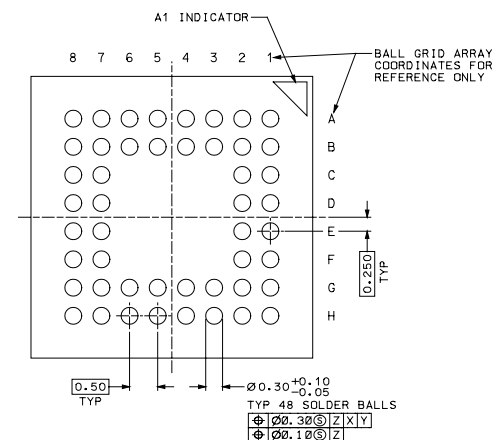 A1 INDICATOR
8 7 6 5 4 3 2 1
BALL GRID ARRAY
COORDINATES FOR
REFERENCE ONLY
A
B
C
D
E
F
G
H
0.250
TYP
0.50
TYP
Ø0.30 +0.10
-0.05
TYP 48 SOLDER BALLS
⌖ Ø0.30Ⓢ Z X Y
⌖ Ø0.10Ⓢ Z